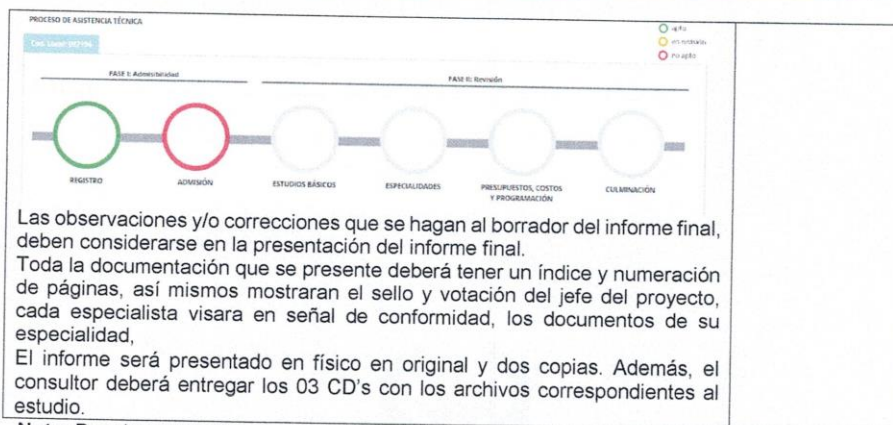 PROCESO DE ASISTENCIA TÉCNICA
apto
en revisión
no apto
FASE I: Admisibilidad
FASE II: Revisión
REGISTRO
ADMISIÓN
ESTUDIOS BÁSICOS
ESPECIALIDADES
PRESUPUESTOS, COSTOS
Y PROGRAMACIÓN
CULMINACIÓN
Las observaciones y/o correcciones que se hagan al borrador del informe final,
deben considerarse en la presentación del informe final.
Toda la documentación que se presente deberá tener un índice y numeración
de páginas, así mismos mostraran el sello y votación del jefe del proyecto,
cada especialista visara en señal de conformidad, los documentos de su
especialidad,
El informe será presentado en físico en original y dos copias. Además, el
consultor deberá entregar los 03 CD's con los archivos correspondientes al
estudio.